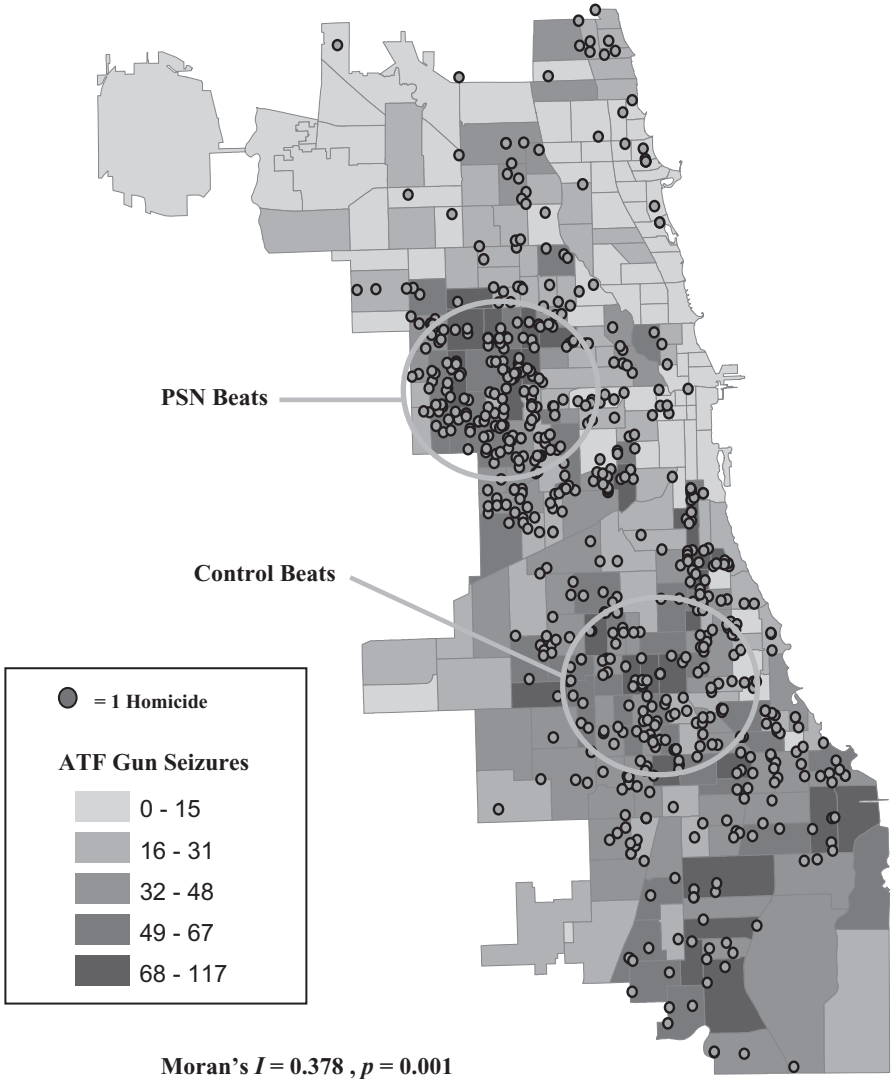 PSN Beats
Control Beats
= 1 Homicide
ATF Gun Seizures
0 - 15
16 - 31
32 - 48
49 - 67
68 - 117
Moran's I = 0.378 , p = 0.001